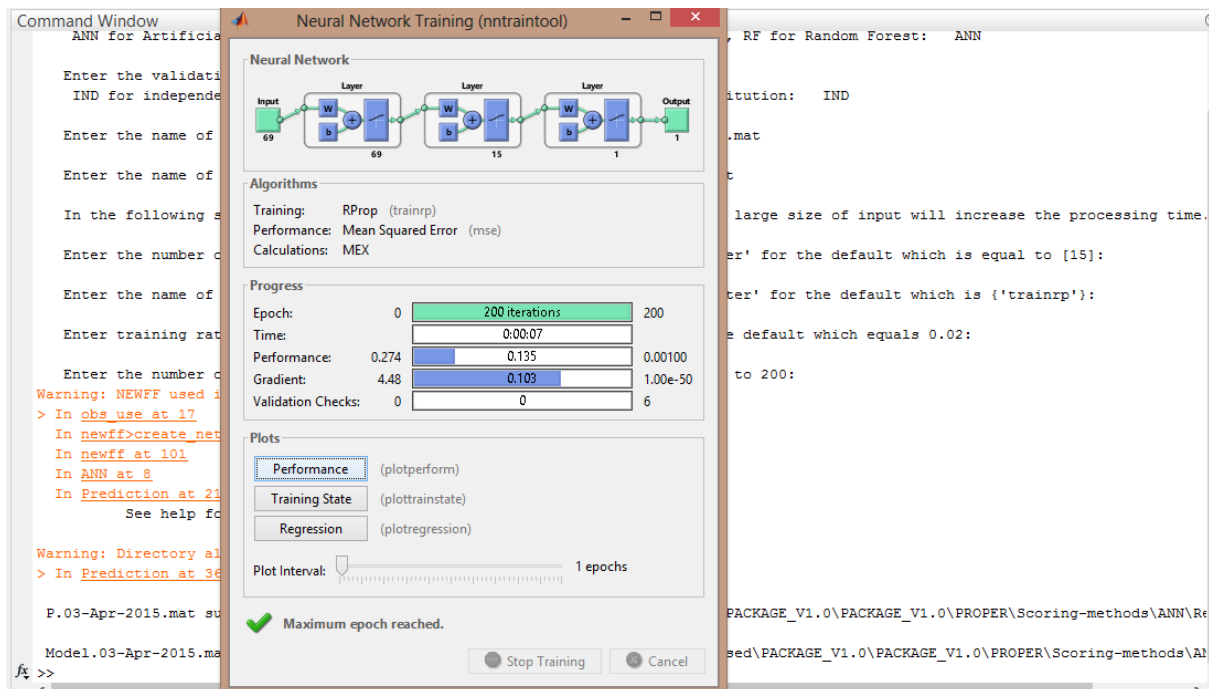 Command Window
Neural Network Training (nntraintool)
ANN for Artificia
, RF for Random Forest: ANN
Enter the validati
IND for independe
itution: IND
Enter the name of
.mat
Enter the name of
t
In the following s
large size of input will increase the processing time.
Enter the number o
er' for the default which is equal to [15]:
Enter the name of
ter' for the default which is {'trainrp'}:
Enter training rat
e default which equals 0.02:
Enter the number o
to 200:
Warning: NEWFF used i
> In obs_use at 17
In newff>create_net
In newff at 101
In ANN at 8
In Prediction at 21
See help fo
Warning: Directory al
> In Prediction at 36
P.03-Apr-2015.mat su
PACKAGE_V1.0\PACKAGE_V1.0\PROPER\Scoring-methods\ANN\Re
Model.03-Apr-2015.ma
sed\PACKAGE_V1.0\PACKAGE_V1.0\PROPER\Scoring-methods\AN
fx >>
Neural Network
Layer Layer Layer
Input W W W Output
b b b
69 1
69 15 1
Algorithms
Training: RProp (trainrp)
Performance: Mean Squared Error (mse)
Calculations: MEX
Progress
Epoch: 0 200 iterations 200
Time: 0:00:07
Performance: 0.274 0.135 0.00100
Gradient: 4.48 0.103 1.00e-50
Validation Checks: 0 0 6
Plots
Performance (plotperform)
Training State (plottrainstate)
Regression (plotregression)
Plot Interval: 1 epochs
Maximum epoch reached.
Stop Training Cancel